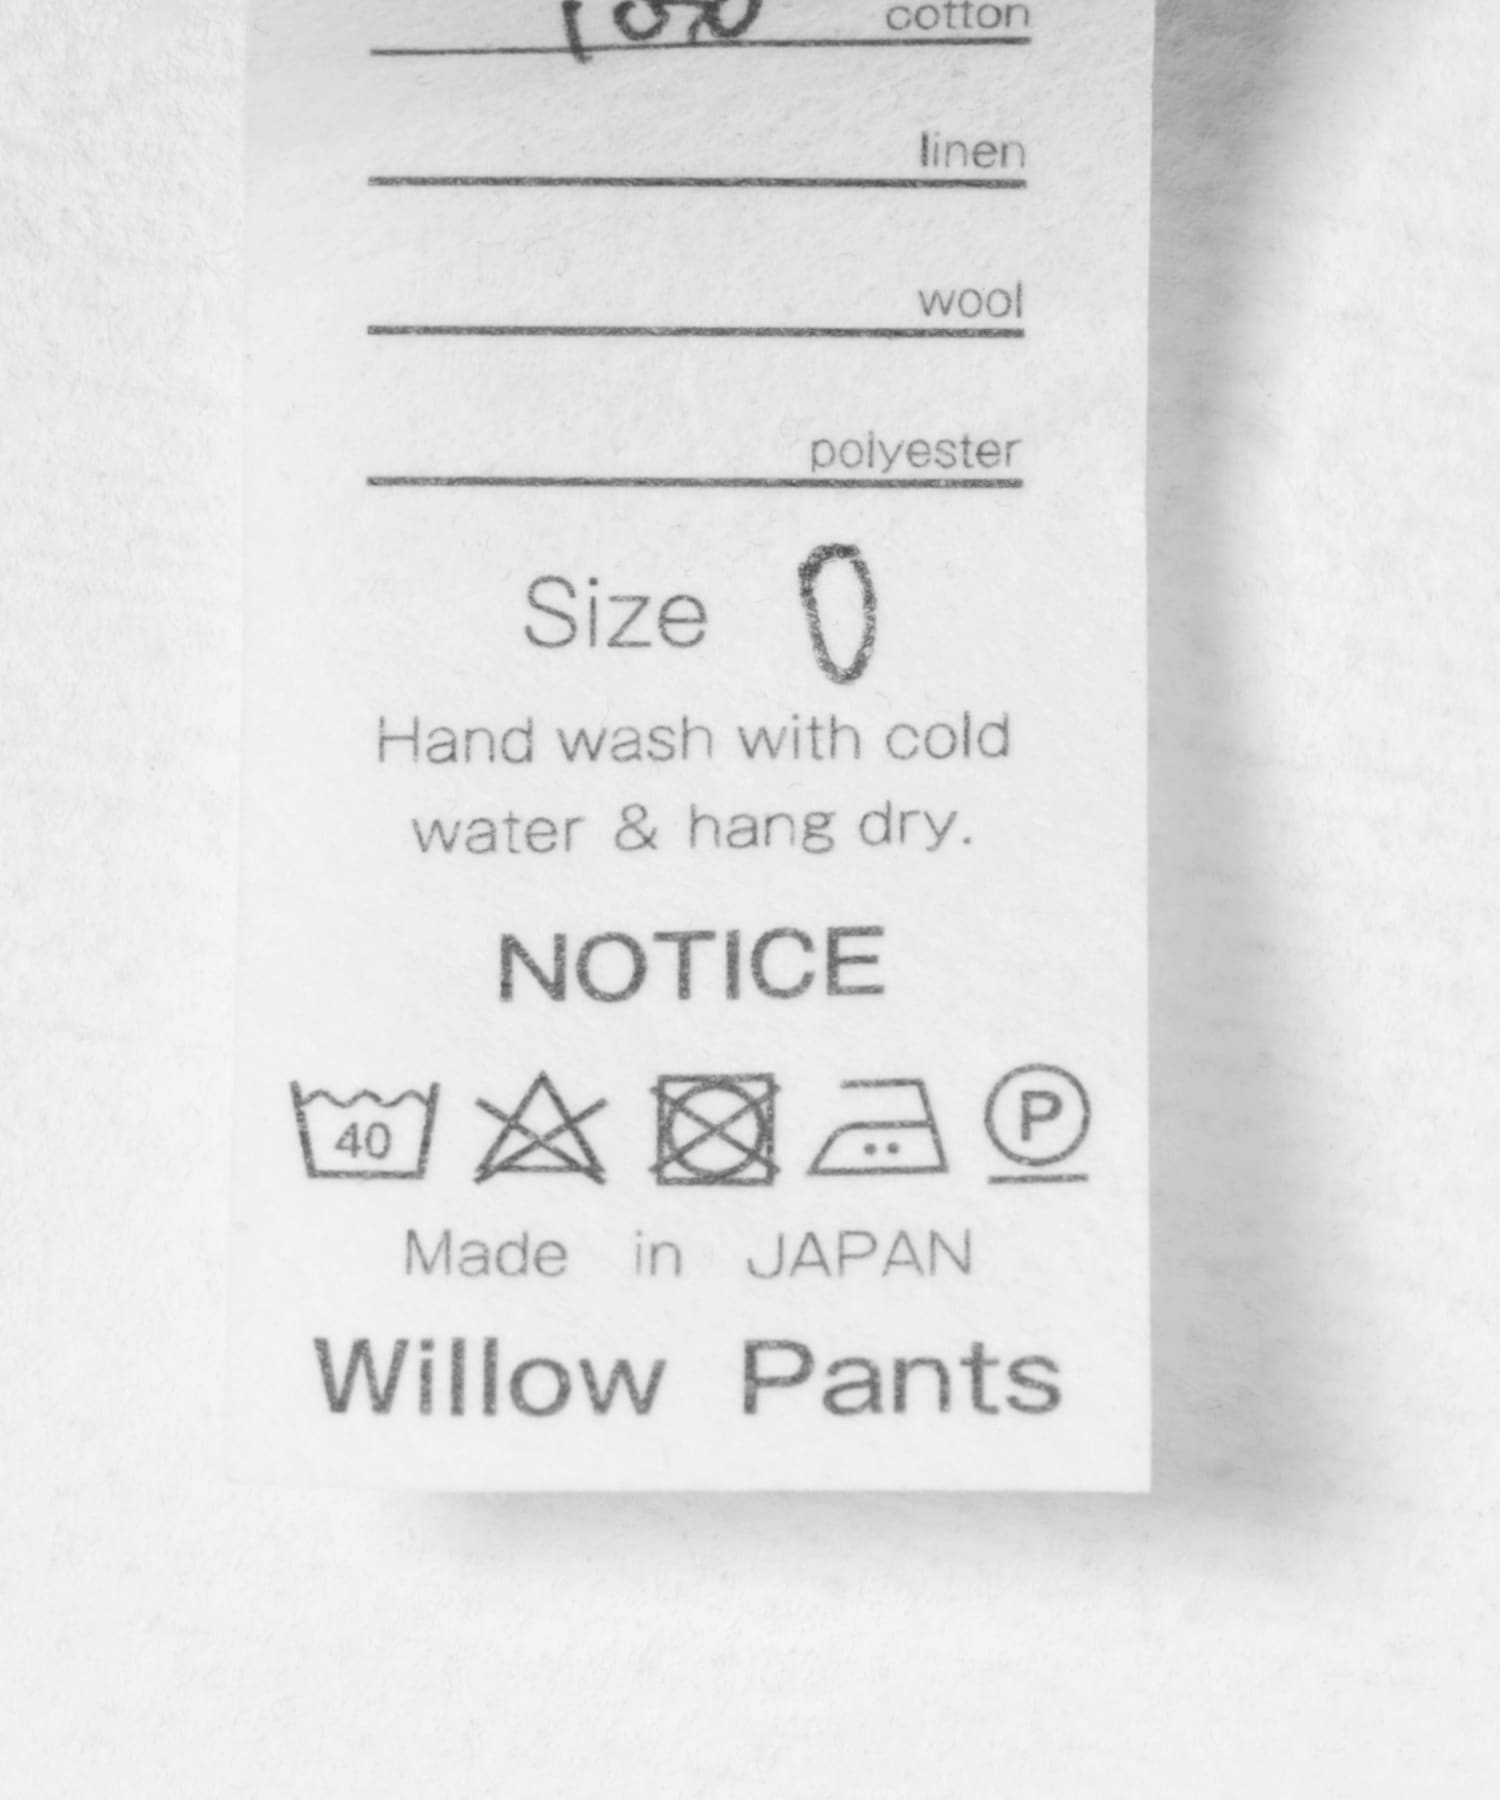 100 cotton
linen
wool
polyester
Size 0
Hand wash with cold
water & hang dry.
NOTICE
40 P
Made in JAPAN
Willow Pants